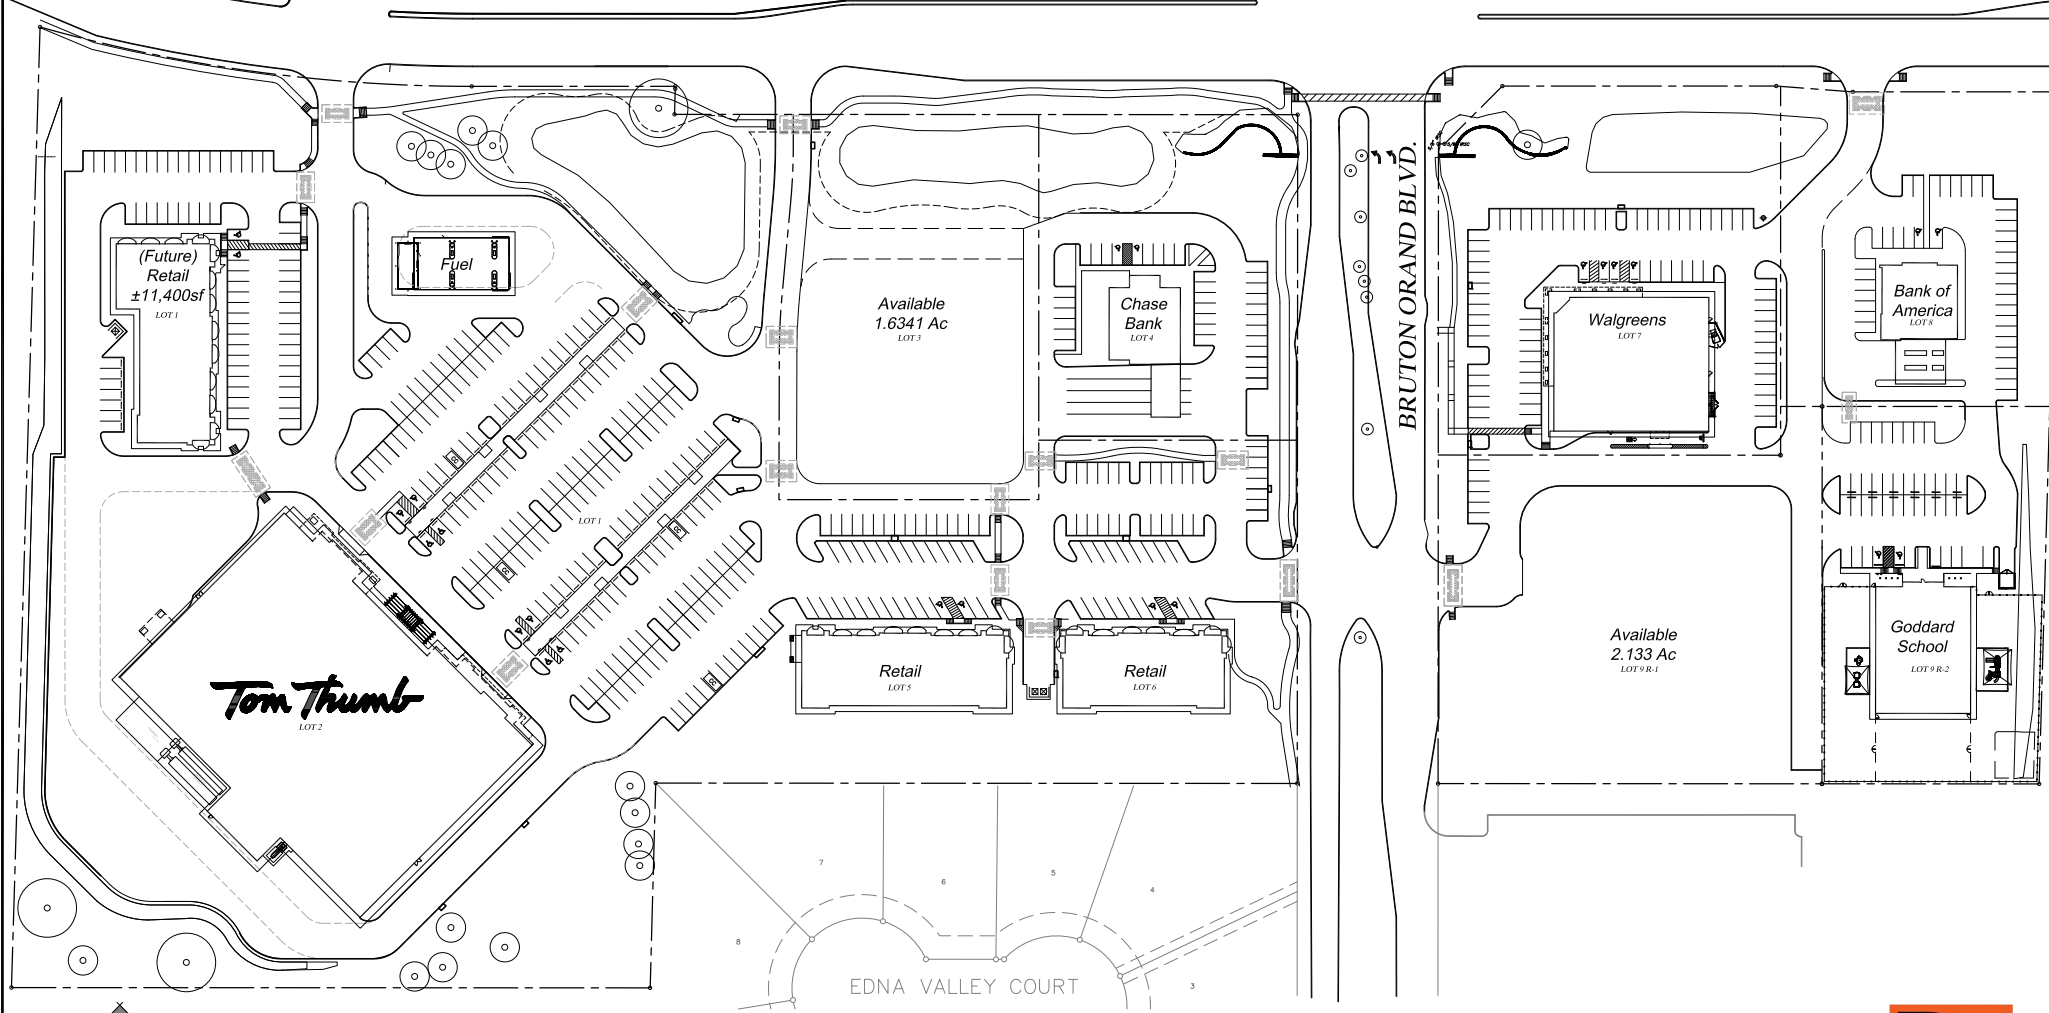 (Future)
Retail
±11,400sf
LOT 1
Fuel
Available
1.6341 Ac
LOT 3
Chase
Bank
LOT 4
BRUTON ORAND BLVD.
Walgreens
LOT 7
Bank of
America
LOT 8
LOT 1
Tom Thumb
LOT 2
Retail
LOT 5
Retail
LOT 6
Available
2.133 Ac
LOT 9 R-1
Goddard
School
LOT 9 R-2
7
6
5
4
8
3
EDNA VALLEY COURT